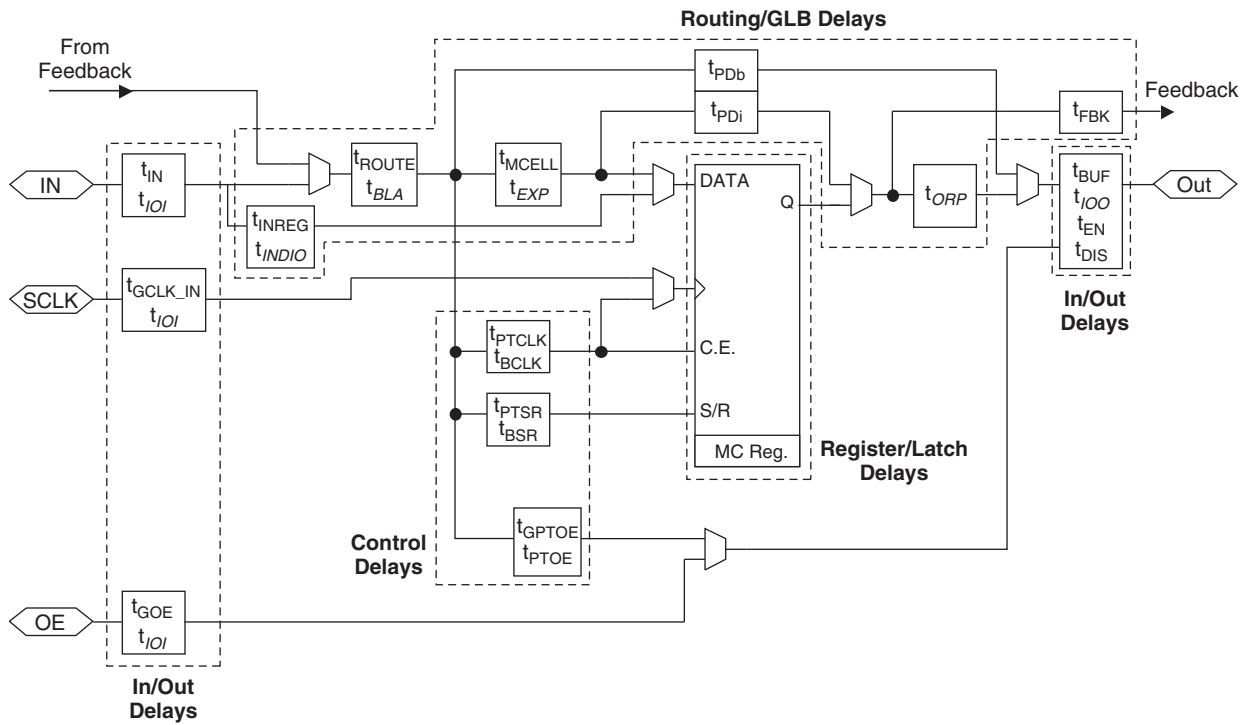 Routing/GLB Delays
From
Feedback
tPDb
tPDi
tFBK
Feedback
IN
tIN
tIOI
tROUTE
tBLA
tMCELL
tEXP
DATA
Q
tORP
tBUF
tIOO
tEN
tDIS
Out
tINREG
tINDIO
SCLK
tGCLK_IN
tIOI
In/Out
Delays
tPTCLK
tBCLK
C.E.
tPTSR
tBSR
S/R
MC Reg.
Register/Latch
Delays
Control
Delays
tGPTOE
tPTOE
OE
tGOE
tIOI
In/Out
Delays